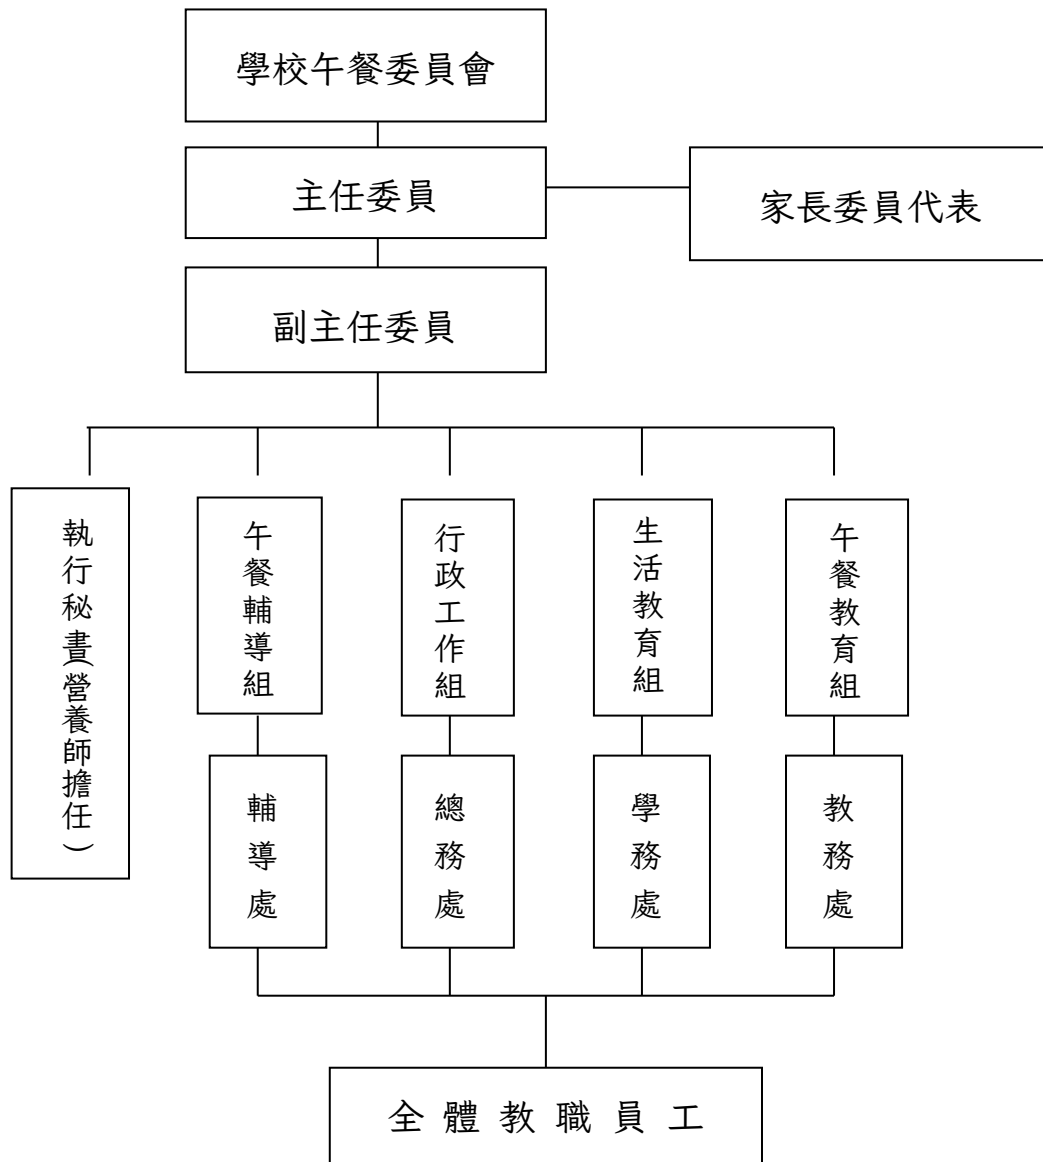 學校午餐委員會
主任委員
家長委員代表
副主任委員
執行秘書(營養師擔任)
午餐輔導組
行政工作組
生活教育組
午餐教育組
輔導處
總務處
學務處
教務處
全體教職員工